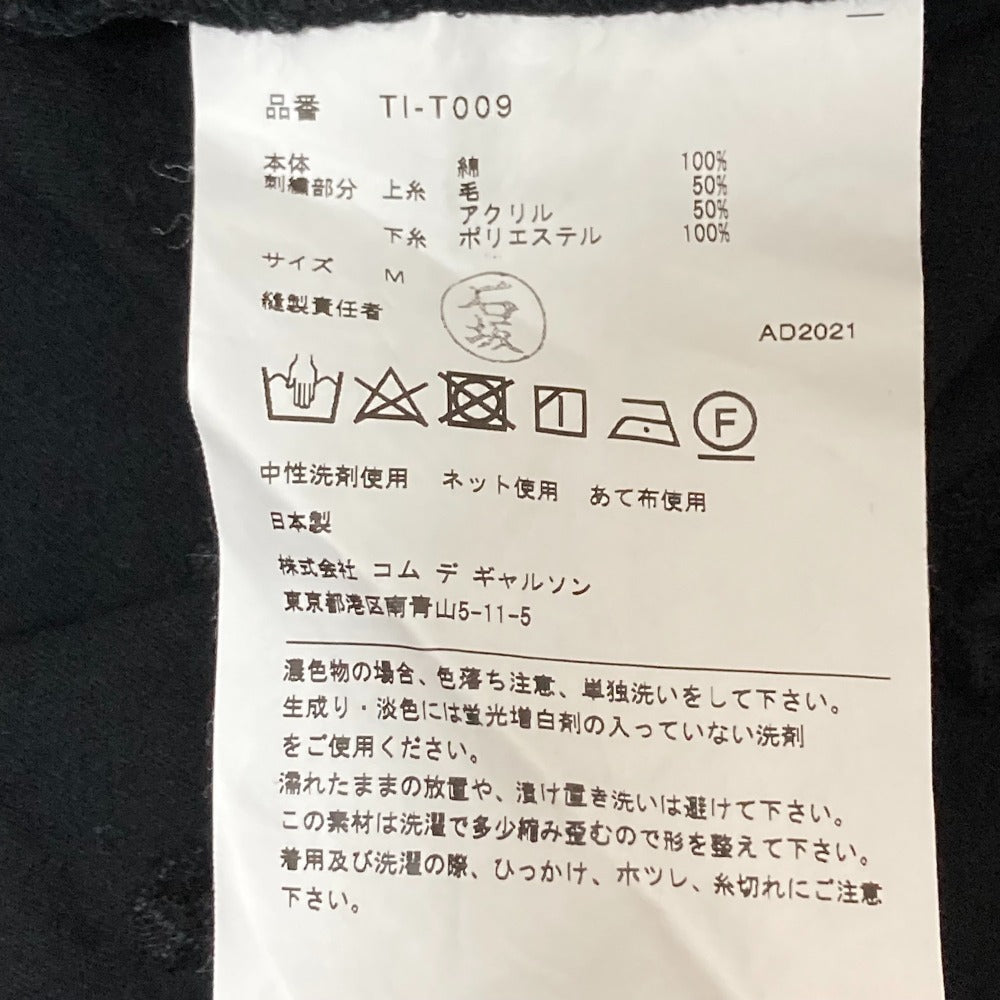 品番 TI-T009
本体 綿 100%
刺繍部分 上糸 毛 50%
アクリル 50%
下糸 ポリエステル 100%
サイズ M
縫製責任者 石坂
AD2021
F
中性洗剤使用 ネット使用 あて布使用
日本製
株式会社 コム デ ギャルソン
東京都港区南青山5-11-5
濃色物の場合、色落ち注意、単独洗いをして下さい。
生成り・淡色には蛍光増白剤の入っていない洗剤
をご使用ください。
濡れたままの放置や、漬け置き洗いは避けて下さい。
この素材は洗濯で多少縮み歪むので形を整えて下さい。
着用及び洗濯の際、ひっかけ、ホツレ、糸切れにご注意
下さい。